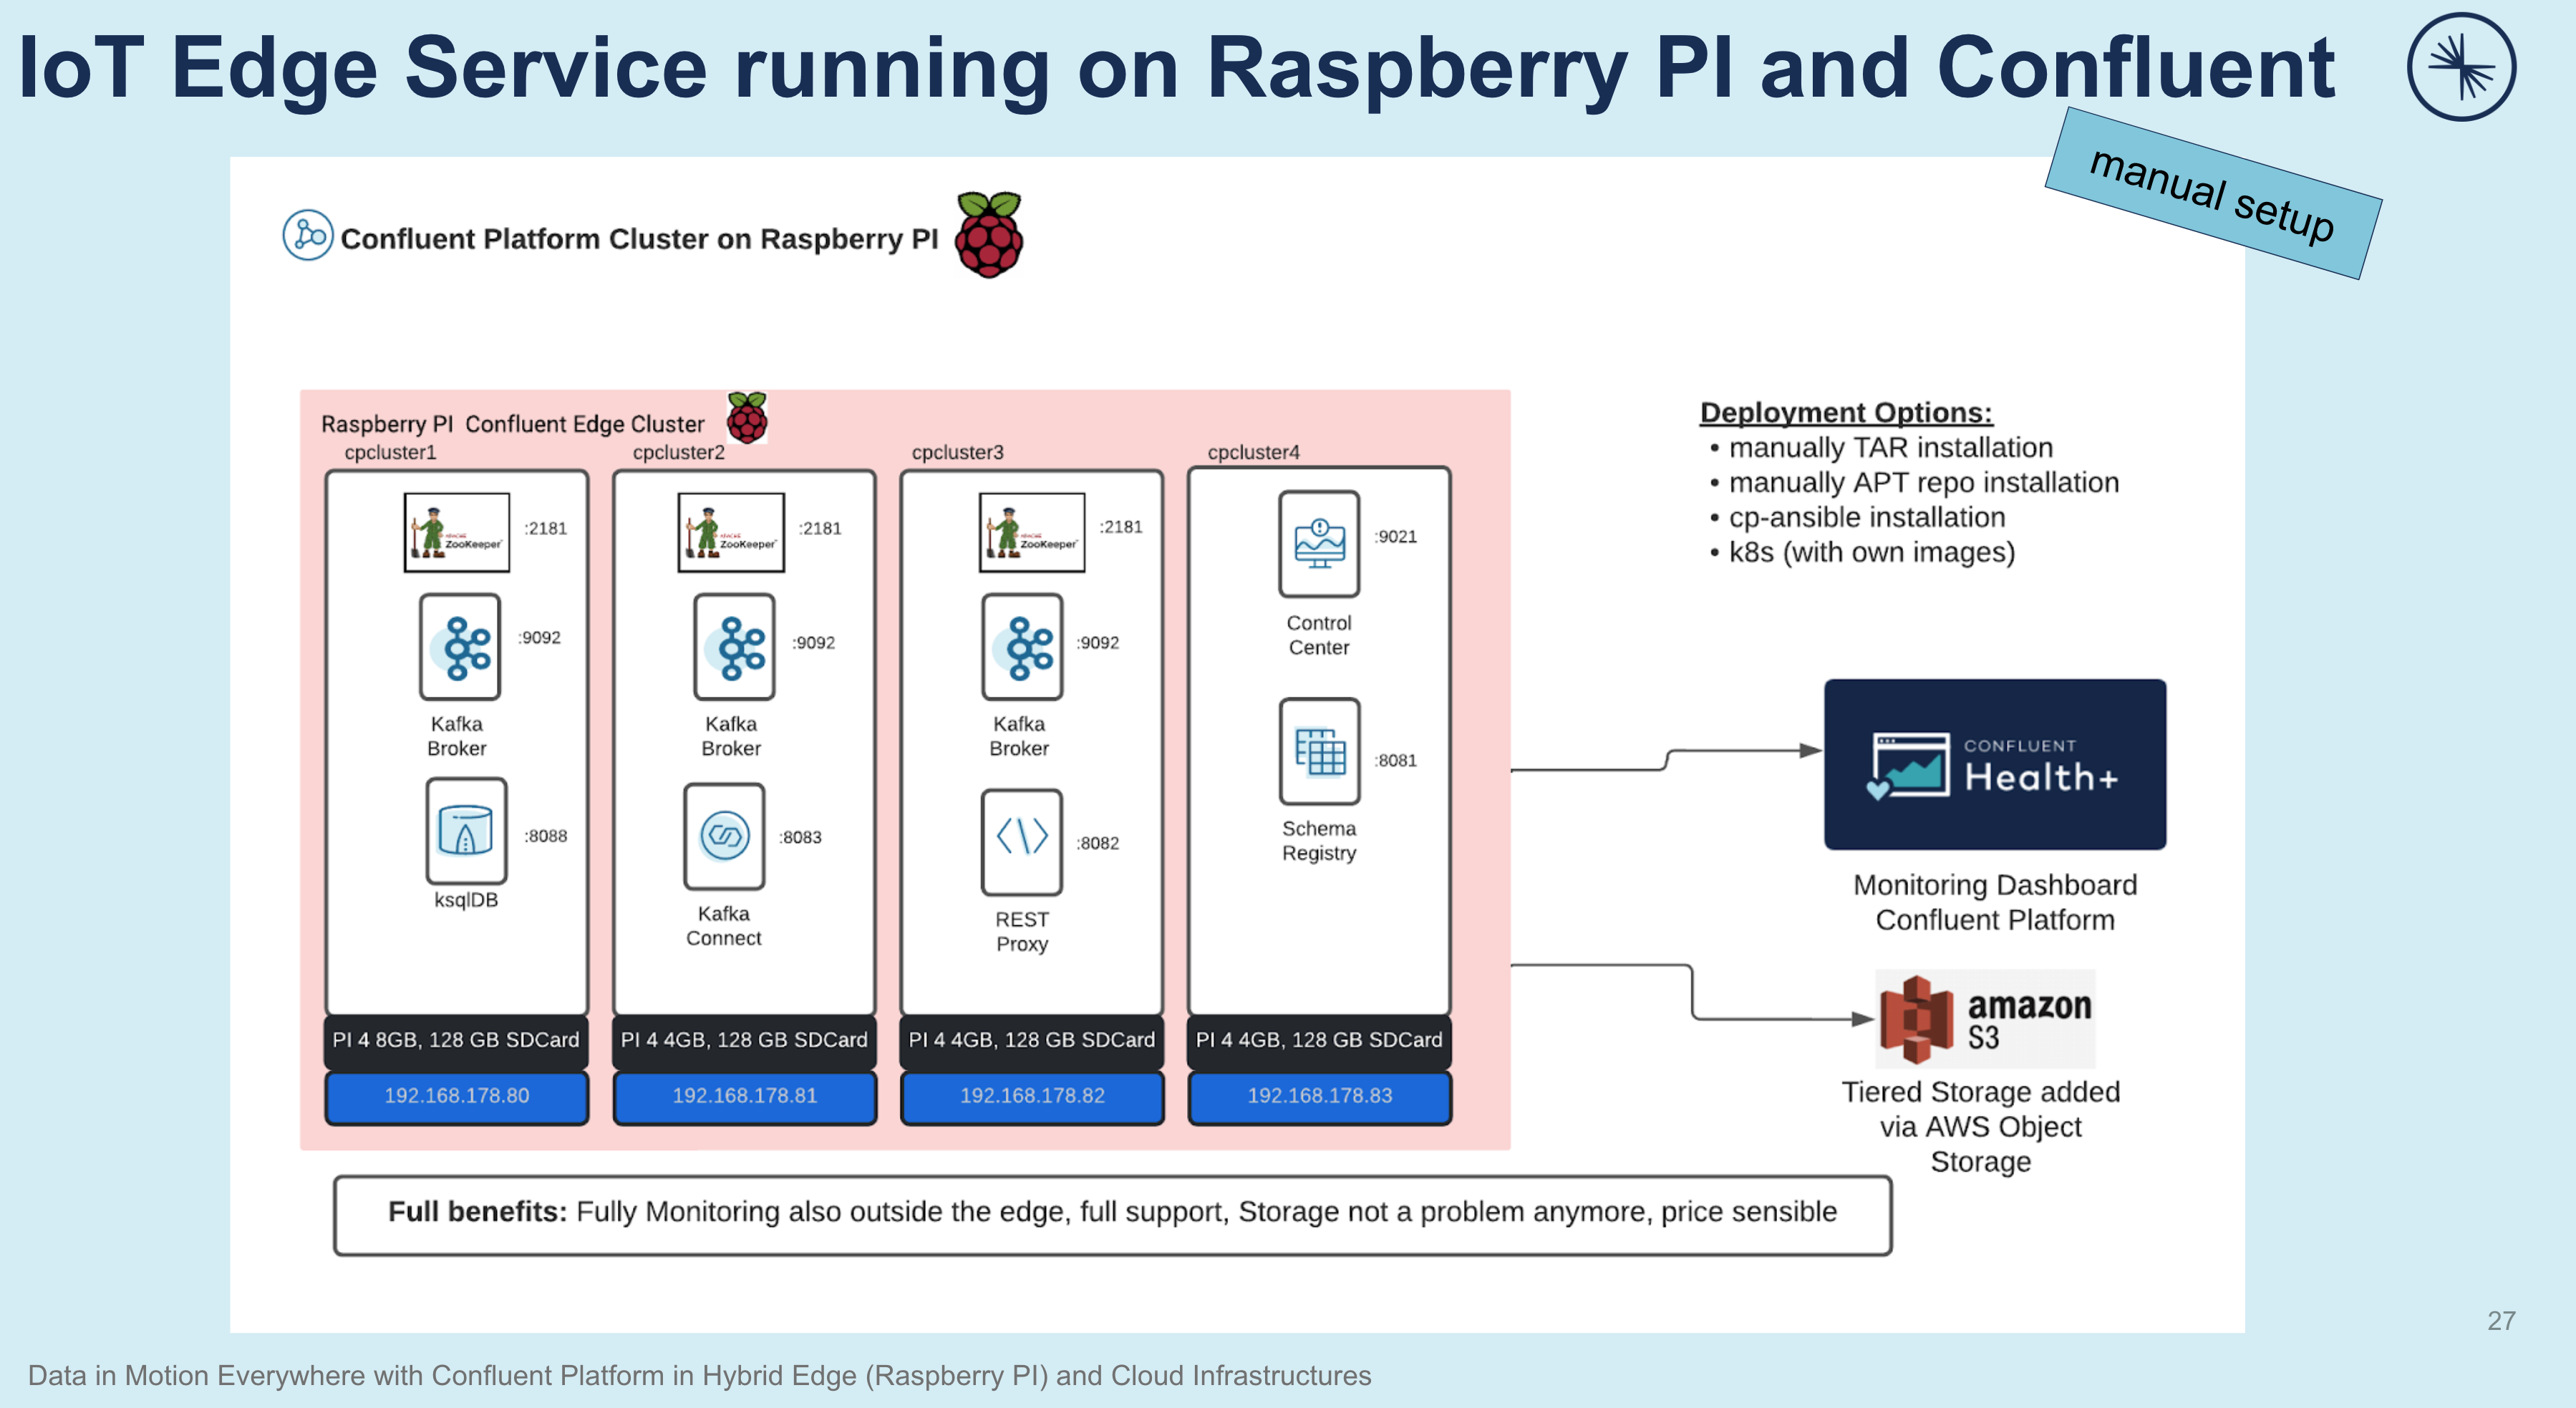 IoT Edge Service running on Raspberry PI and Confluent
manual setup
Confluent Platform Cluster on Raspberry PI
Raspberry PI  Confluent Edge Cluster
cpcluster1
APACHE
ZooKeeper
:2181
:9092
Kafka
Broker
:8088
ksqlDB
PI 4 8GB, 128 GB SDCard
192.168.178.80
cpcluster2
APACHE
ZooKeeper
:2181
:9092
Kafka
Broker
:8083
Kafka
Connect
PI 4 4GB, 128 GB SDCard
192.168.178.81
cpcluster3
APACHE
ZooKeeper
:2181
:9092
Kafka
Broker
:8082
REST
Proxy
PI 4 4GB, 128 GB SDCard
192.168.178.82
cpcluster4
:9021
Control
Center
:8081
Schema
Registry
PI 4 4GB, 128 GB SDCard
192.168.178.83
Deployment Options:
• manually TAR installation
• manually APT repo installation
• cp-ansible installation
• k8s (with own images)
CONFLUENT
Health+
Monitoring Dashboard
Confluent Platform
amazon
S3
Tiered Storage added
via AWS Object
Storage
Full benefits: Fully Monitoring also outside the edge, full support, Storage not a problem anymore, price sensible
27
Data in Motion Everywhere with Confluent Platform in Hybrid Edge (Raspberry PI) and Cloud Infrastructures